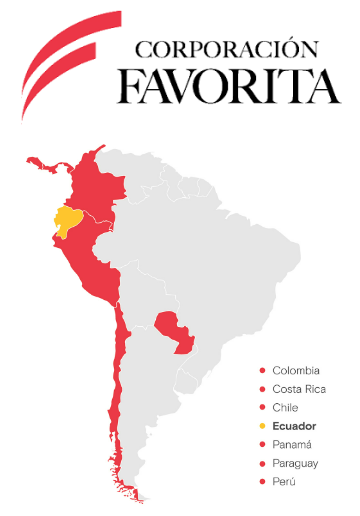 CORPORACIÓN
FAVORITA
Colombia
Costa Rica
Chile
Ecuador
Panamá
Paraguay
Perú